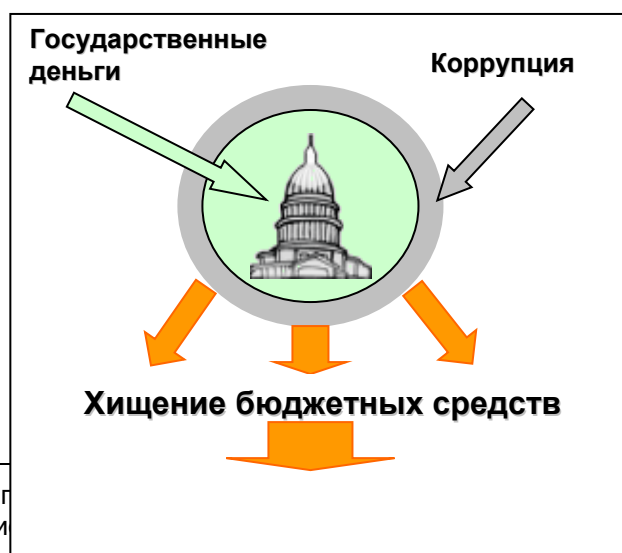 Государственные
деньги
Коррупция
Хищение бюджетных средств